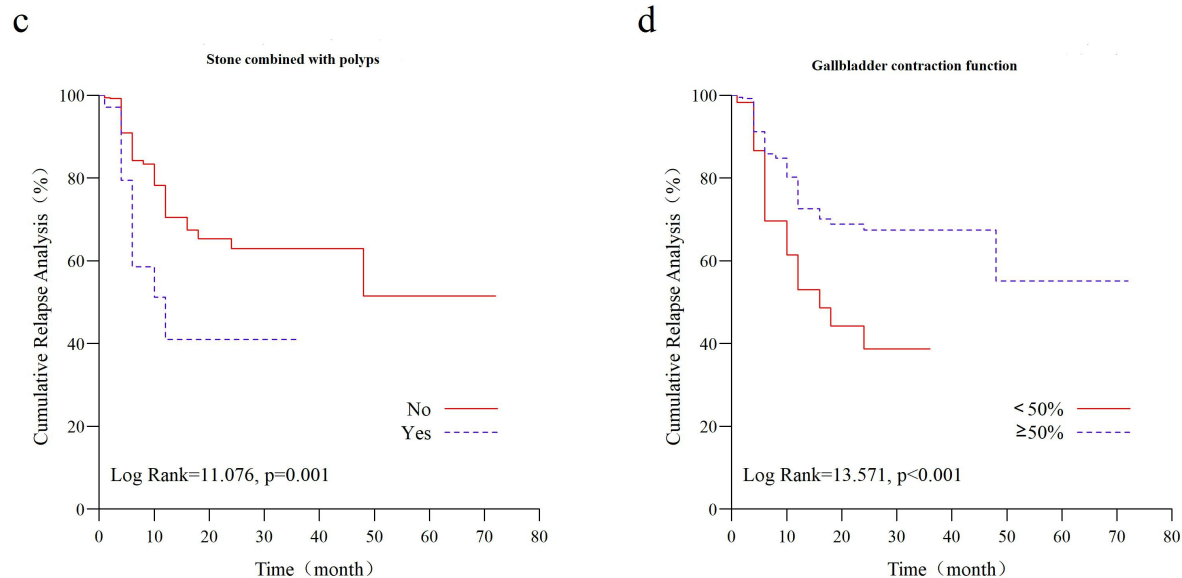 c
Stone combined with polyps
100
80
60
40
20
0
Cumulative Relapse Analysis（%）
No
Yes
Log Rank=11.076, p=0.001
0 10 20 30 40 50 60 70 80
Time（month）
d
Gallbladder contraction function
100
80
60
40
20
0
Cumulative Relapse Analysis（%）
<50%
≥50%
Log Rank=13.571, p<0.001
0 10 20 30 40 50 60 70 80
Time（month）